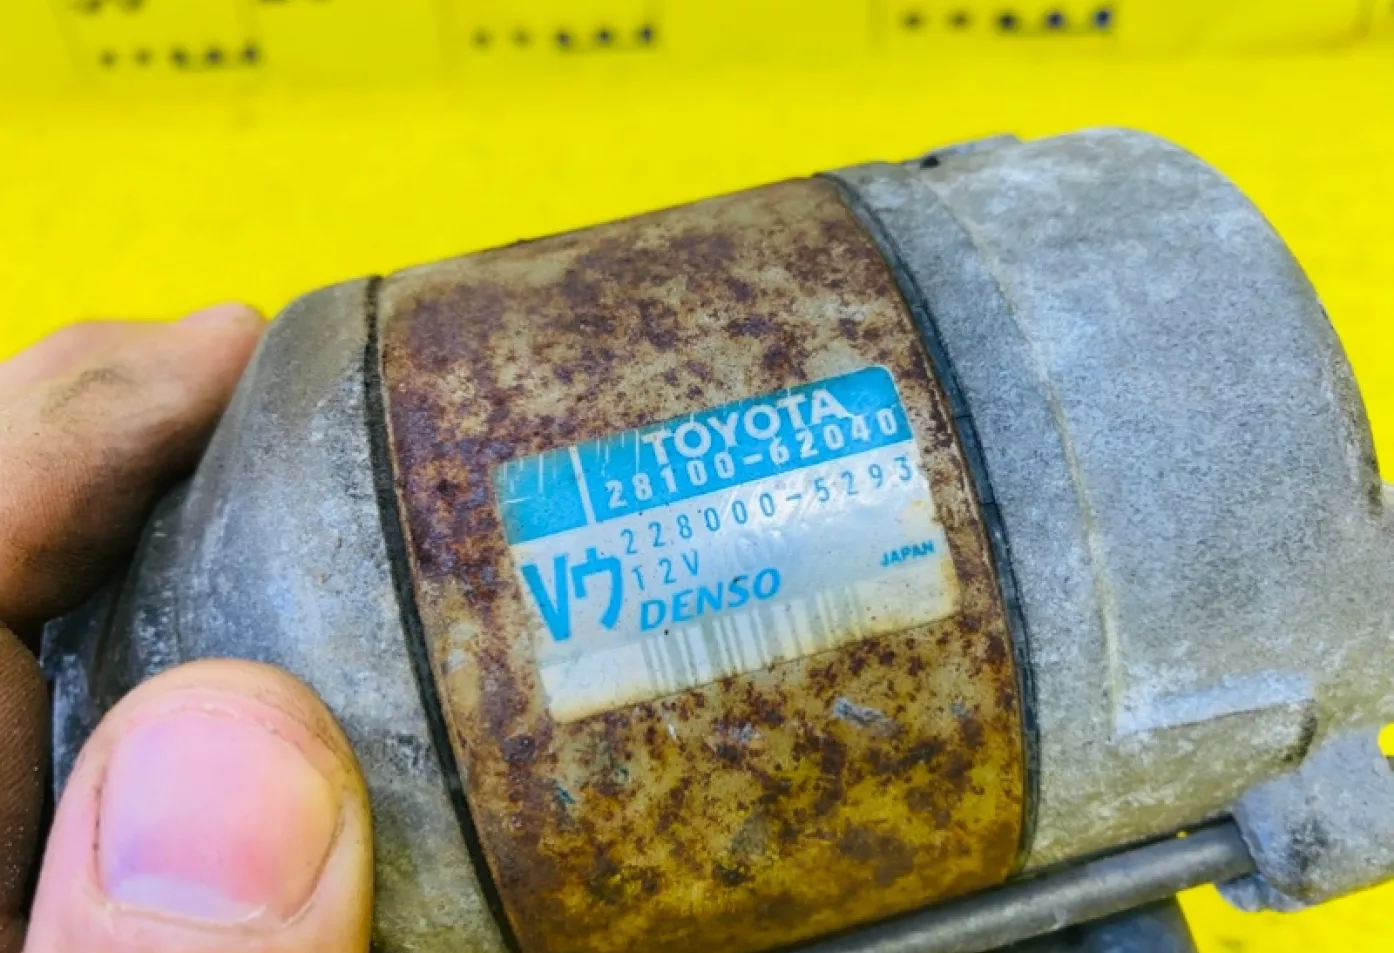 TOYOTA
28100-62040
228000-5293
Vウ
12V
DENSO
JAPAN